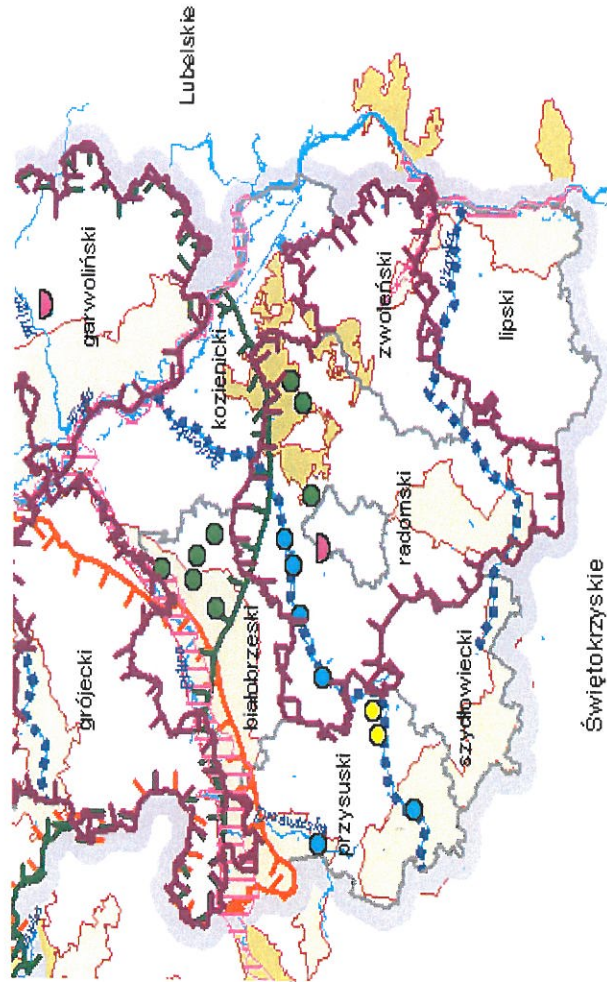 Lubelskie
garwoliński
kozienicki
zwoleński
lipski
grójecki
białobrzeski
radomski
przysuski
szydłowiecki
Świętokrzyskie